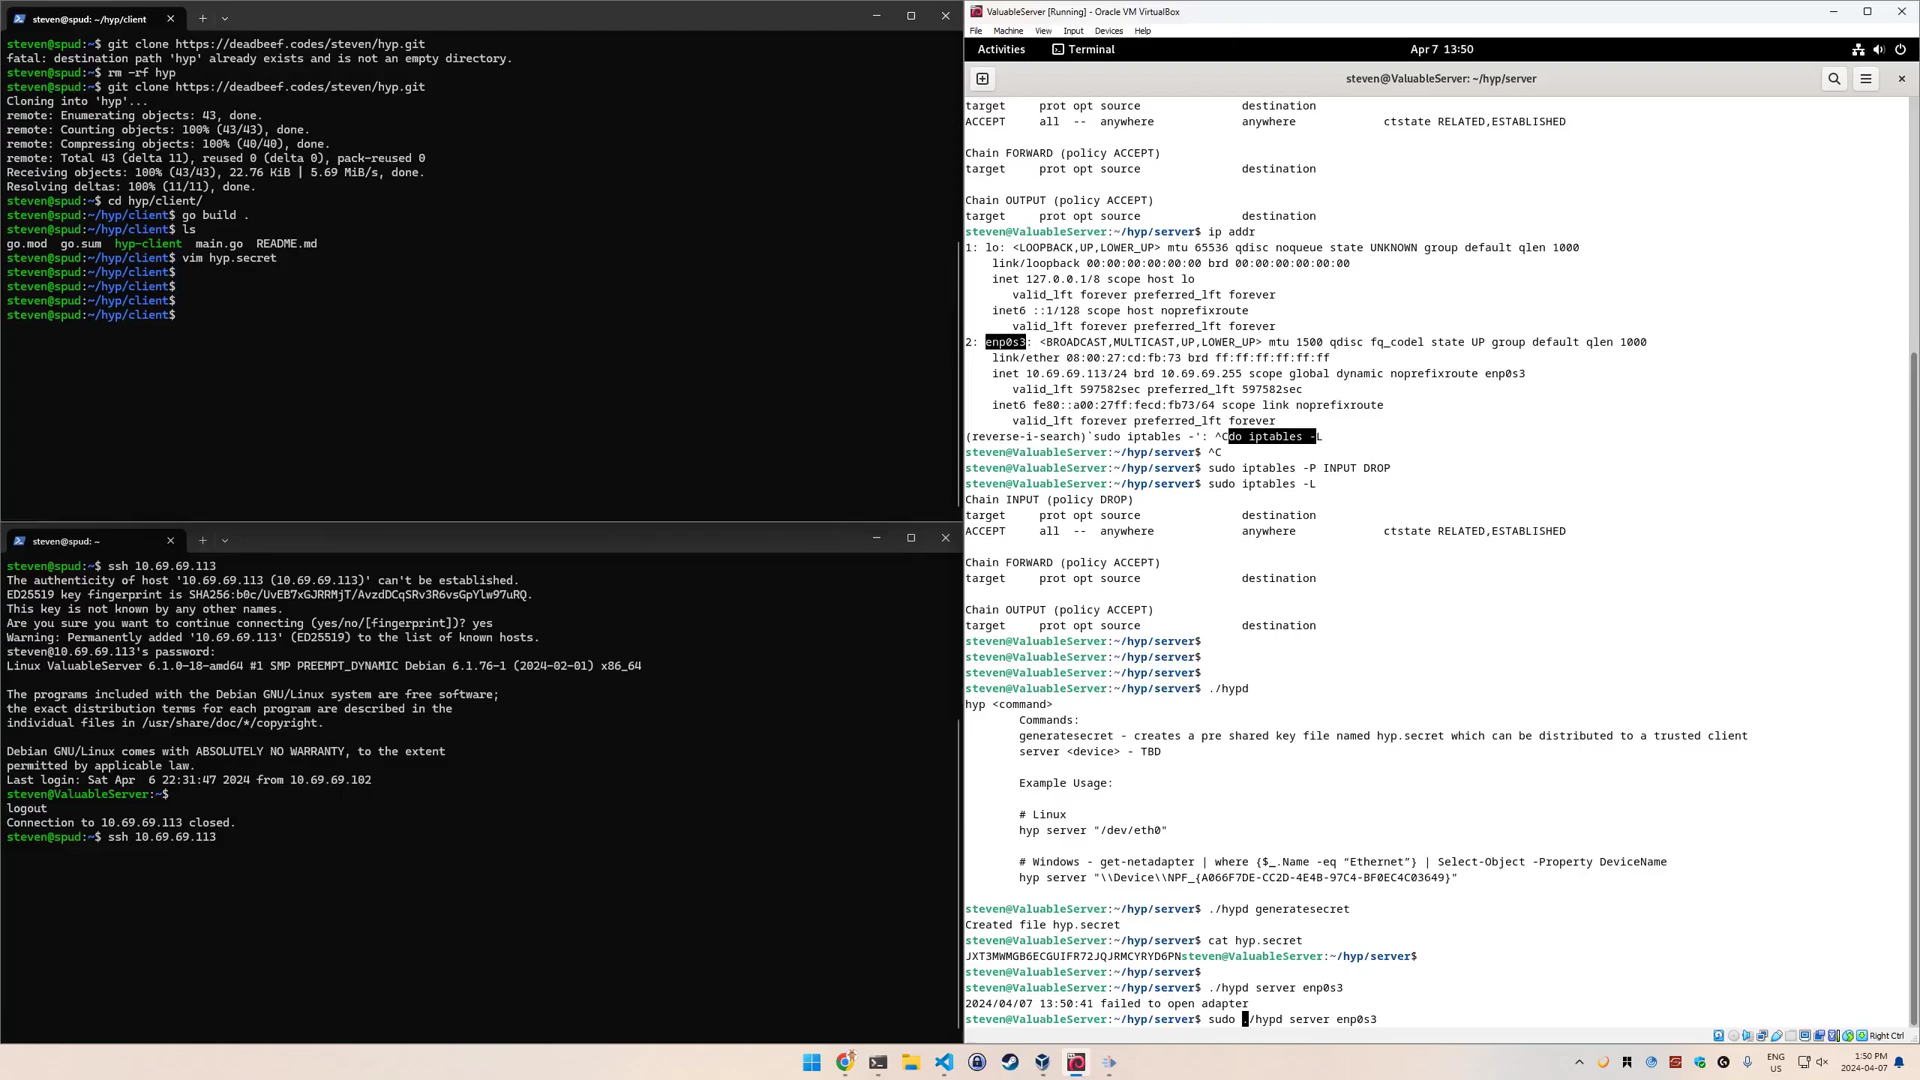 steven@spud: ~/hyp/client
steven@spud:~$ git clone https://deadbeef.codes/steven/hyp.git
fatal: destination path 'hyp' already exists and is not an empty directory.
steven@spud:~$ rm -rf hyp
steven@spud:~$ git clone https://deadbeef.codes/steven/hyp.git
Cloning into 'hyp'...
remote: Enumerating objects: 43, done.
remote: Counting objects: 100% (43/43), done.
remote: Compressing objects: 100% (40/40), done.
remote: Total 43 (delta 11), reused 0 (delta 0), pack-reused 0
Receiving objects: 100% (43/43), 22.76 KiB | 5.69 MiB/s, done.
Resolving deltas: 100% (11/11), done.
steven@spud:~$ cd hyp/client/
steven@spud:~/hyp/client$ go build .
steven@spud:~/hyp/client$ ls
go.mod  go.sum  hyp-client  main.go  README.md
steven@spud:~/hyp/client$ vim hyp.secret
steven@spud:~/hyp/client$
steven@spud:~/hyp/client$
steven@spud:~/hyp/client$
steven@spud:~/hyp/client$
steven@spud: ~
steven@spud:~$ ssh 10.69.69.113
The authenticity of host '10.69.69.113 (10.69.69.113)' can't be established.
ED25519 key fingerprint is SHA256:b0c/UvEB7xGJRRMjT/AvzdDCqSRv3R6vsGpYlw97uRQ.
This key is not known by any other names.
Are you sure you want to continue connecting (yes/no/[fingerprint])? yes
Warning: Permanently added '10.69.69.113' (ED25519) to the list of known hosts.
steven@10.69.69.113's password:
Linux ValuableServer 6.1.0-18-amd64 #1 SMP PREEMPT_DYNAMIC Debian 6.1.76-1 (2024-02-01) x86_64
The programs included with the Debian GNU/Linux system are free software;
the exact distribution terms for each program are described in the
individual files in /usr/share/doc/*/copyright.
Debian GNU/Linux comes with ABSOLUTELY NO WARRANTY, to the extent
permitted by applicable law.
Last login: Sat Apr  6 22:31:47 2024 from 10.69.69.102
steven@ValuableServer:~$
logout
Connection to 10.69.69.113 closed.
steven@spud:~$ ssh 10.69.69.113
ValuableServer [Running] - Oracle VM VirtualBox
File Machine View Input Devices Help
Activities Terminal Apr 7 13:50
steven@ValuableServer: ~/hyp/server
target     prot opt source               destination
ACCEPT     all  --  anywhere             anywhere             ctstate RELATED,ESTABLISHED
Chain FORWARD (policy ACCEPT)
target     prot opt source               destination
Chain OUTPUT (policy ACCEPT)
target     prot opt source               destination
steven@ValuableServer:~/hyp/server$ ip addr
1: lo: <LOOPBACK,UP,LOWER_UP> mtu 65536 qdisc noqueue state UNKNOWN group default qlen 1000
link/loopback 00:00:00:00:00:00 brd 00:00:00:00:00:00
inet 127.0.0.1/8 scope host lo
valid_lft forever preferred_lft forever
inet6 ::1/128 scope host noprefixroute
valid_lft forever preferred_lft forever
2: enp0s3: <BROADCAST,MULTICAST,UP,LOWER_UP> mtu 1500 qdisc fq_codel state UP group default qlen 1000
link/ether 08:00:27:cd:fb:73 brd ff:ff:ff:ff:ff:ff
inet 10.69.69.113/24 brd 10.69.69.255 scope global dynamic noprefixroute enp0s3
valid_lft 597582sec preferred_lft 597582sec
inet6 fe80::a00:27ff:fecd:fb73/64 scope link noprefixroute
valid_lft forever preferred_lft forever
(reverse-i-search)`sudo iptables -': ^Cdo iptables -L
steven@ValuableServer:~/hyp/server$ ^C
steven@ValuableServer:~/hyp/server$ sudo iptables -P INPUT DROP
steven@ValuableServer:~/hyp/server$ sudo iptables -L
Chain INPUT (policy DROP)
target     prot opt source               destination
ACCEPT     all  --  anywhere             anywhere             ctstate RELATED,ESTABLISHED
Chain FORWARD (policy ACCEPT)
target     prot opt source               destination
Chain OUTPUT (policy ACCEPT)
target     prot opt source               destination
steven@ValuableServer:~/hyp/server$
steven@ValuableServer:~/hyp/server$
steven@ValuableServer:~/hyp/server$
steven@ValuableServer:~/hyp/server$ ./hypd
hyp <command>
Commands:
generatesecret - creates a pre shared key file named hyp.secret which can be distributed to a trusted client
server <device> - TBD
Example Usage:
# Linux
hyp server "/dev/eth0"
# Windows - get-netadapter | where {$_.Name -eq “Ethernet”} | Select-Object -Property DeviceName
hyp server "\\Device\\NPF_{A066F7DE-CC2D-4E4B-97C4-BF0EC4C03649}"
steven@ValuableServer:~/hyp/server$ ./hypd generatesecret
Created file hyp.secret
steven@ValuableServer:~/hyp/server$ cat hyp.secret
JXT3MWMGB6ECGUIFR72JQJRMCYRYD6PNsteven@ValuableServer:~/hyp/server$
steven@ValuableServer:~/hyp/server$
steven@ValuableServer:~/hyp/server$ ./hypd server enp0s3
2024/04/07 13:50:41 failed to open adapter
steven@ValuableServer:~/hyp/server$ sudo ./hypd server enp0s3
Right Ctrl
ENG
US
1:50 PM
2024-04-07